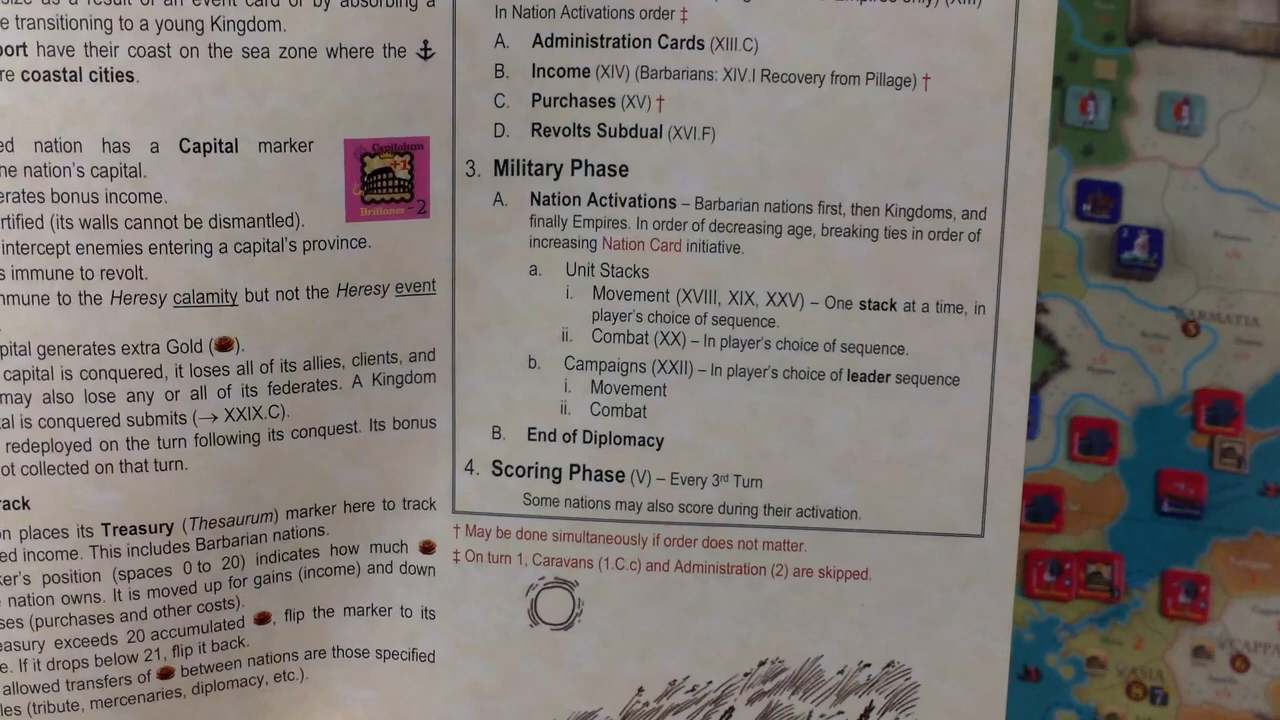 size as a result of an event card or by absorbing a
e transitioning to a young Kingdom.
port have their coast on the sea zone where the
re coastal cities.
ed nation has a Capital marker
ne nation's capital.
erates bonus income.
rtified (its walls cannot be dismantled).
intercept enemies entering a capital's province.
s immune to revolt.
nmune to the Heresy calamity but not the Heresy event
pital generates extra Gold ( ).
capital is conquered, it loses all of its allies, clients, and
may also lose any or all of its federates. A Kingdom
tal is conquered submits (→ XXIX.C).
redeployed on the turn following its conquest. Its bonus
ot collected on that turn.
rack
on places its Treasury (Thesaurum) marker here to track
ed income. This includes Barbarian nations.
ker's position (spaces 0 to 20) indicates how much
nation owns. It is moved up for gains (income) and down
ses (purchases and other costs).
easury exceeds 20 accumulated , flip the marker to its
e. If it drops below 21, flip it back.
allowed transfers of between nations are those specified
les (tribute, mercenaries, diplomacy, etc.).
Capitolium
+1
-2
In Nation Activations order ‡
A. Administration Cards (XIII.C)
B. Income (XIV) (Barbarians: XIV.I Recovery from Pillage) †
C. Purchases (XV) †
D. Revolts Subdual (XVI.F)
3. Military Phase
A. Nation Activations – Barbarian nations first, then Kingdoms, and
finally Empires. In order of decreasing age, breaking ties in order of
increasing Nation Card initiative.
a. Unit Stacks
i. Movement (XVIII, XIX, XXV) – One stack at a time, in
player's choice of sequence.
ii. Combat (XX) – In player's choice of sequence.
b. Campaigns (XXII) – In player's choice of leader sequence
i. Movement
ii. Combat
B. End of Diplomacy
4. Scoring Phase (V) – Every 3rd Turn
Some nations may also score during their activation.
† May be done simultaneously if order does not matter.
‡ On turn 1, Caravans (1.C.c) and Administration (2) are skipped.